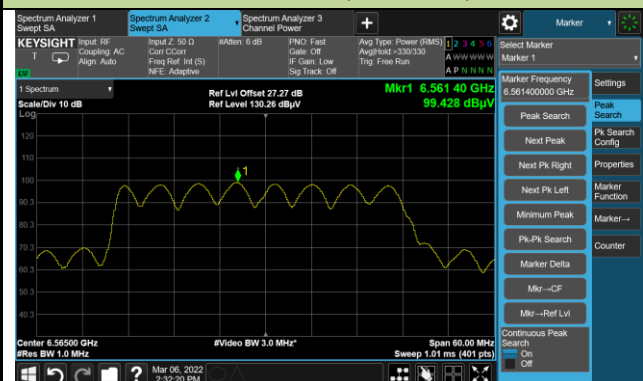 Spectrum Analyzer 1
Swept SA
Spectrum Analyzer 2
Swept SA
Spectrum Analyzer 3
Channel Power
Marker
KEYSIGHT
Input: RF
Coupling: AC
Align: Auto
Input Z: 50 Ω
Corr CCorr
Freq Ref: Int (S)
NFE: Adaptive
#Atten: 6 dB
PNO: Fast
Gate: Off
IF Gain: Low
Sig Track: Off
Avg Type: Power (RMS)
Avg|Hold:>330/330
Trig: Free Run
1 2 3 4 5 6
A W W W W W
A P N N N N
Select Marker
Marker 1
T
1 Spectrum
Scale/Div 10 dB
Log
Ref Lvl Offset 27.27 dB
Ref Level 130.26 dBµV
Mkr1 6.561 40 GHz
99.428 dBµV
120
110
100
90.3
80.3
70.3
60.3
50.3
40.3
1
Center 6.56500 GHz
#Res BW 1.0 MHz
#Video BW 3.0 MHz*
Span 60.00 MHz
Sweep 1.01 ms (401 pts)
Marker Frequency
6.561400000 GHz
Peak Search
Next Peak
Next Pk Right
Next Pk Left
Minimum Peak
Pk-Pk Search
Marker Delta
Mkr→CF
Mkr→Ref Lvl
Continuous Peak
Search
On
Off
Settings
Peak
Search
Pk Search
Config
Properties
Marker
Function
Marker→
Counter
?
Mar 06, 2022
2:32:20 PM